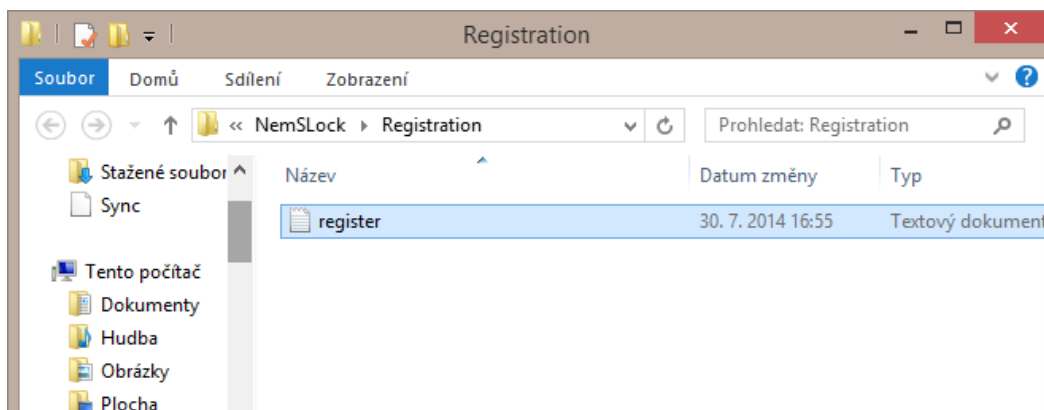 Registration
Soubor Domů Sdílení Zobrazení
« NemSLock Registration Prohledat: Registration
Stažené soubor Název Datum změny Typ
Sync
register 30. 7. 2014 16:55 Textový dokument
Tento počítač
Dokumenty
Hudba
Obrázky
Plocha